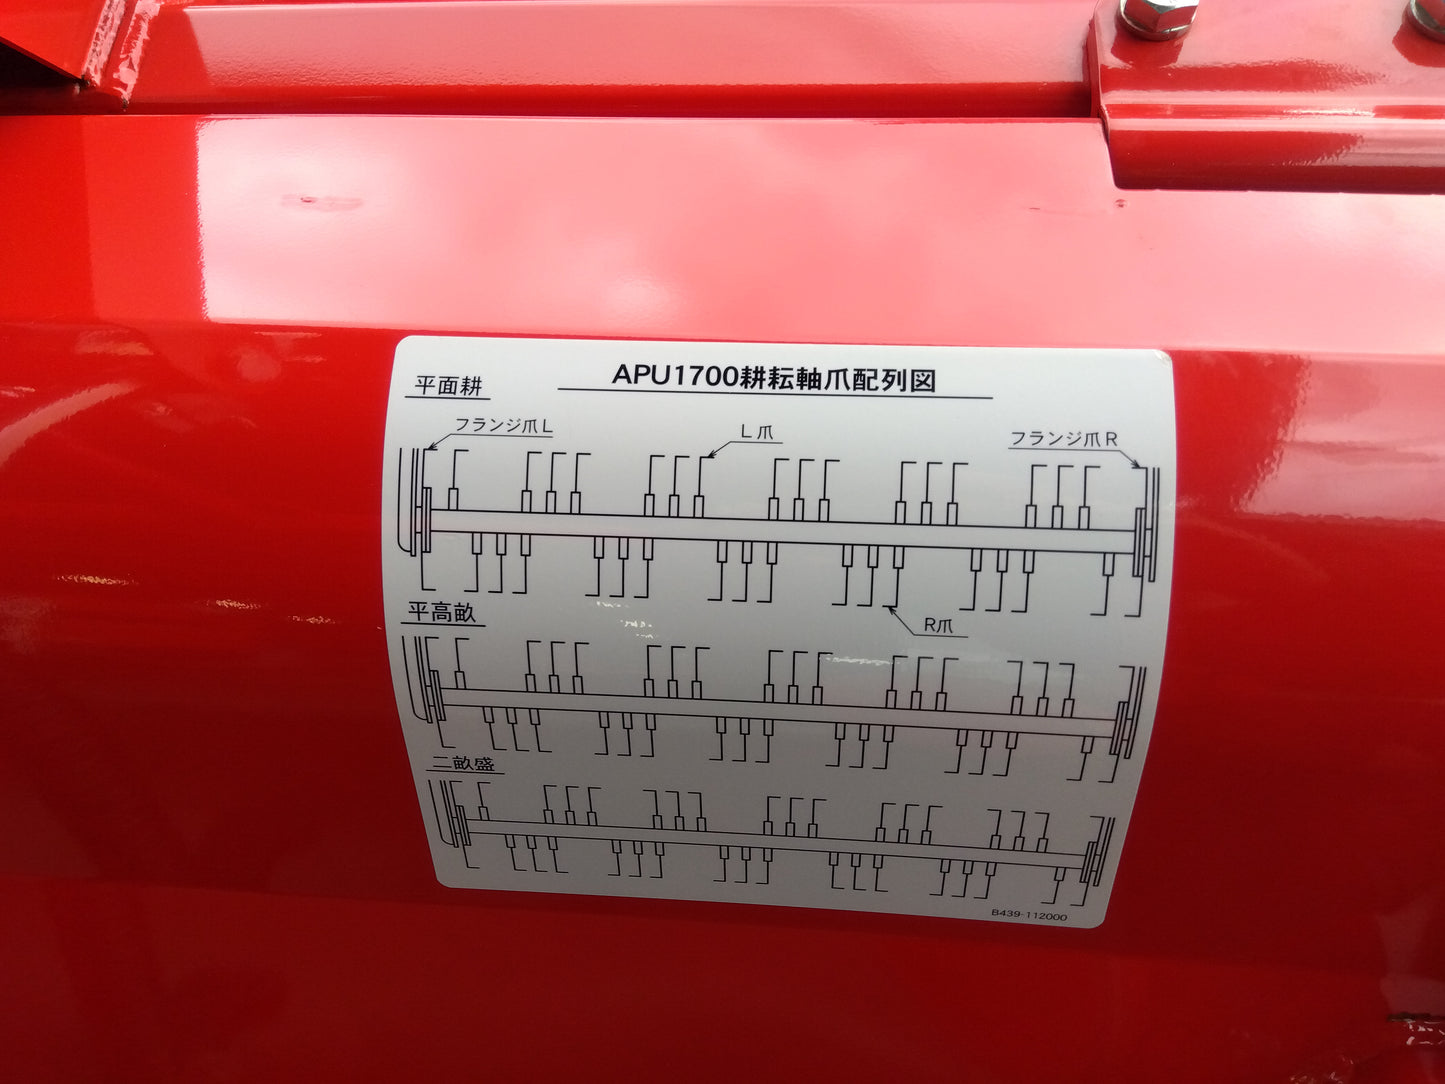 APU1700耕耘軸爪配列図
平面耕
フランジ爪L
L爪
フランジ爪R
R爪
平高畝
二畝盛
B439-112000